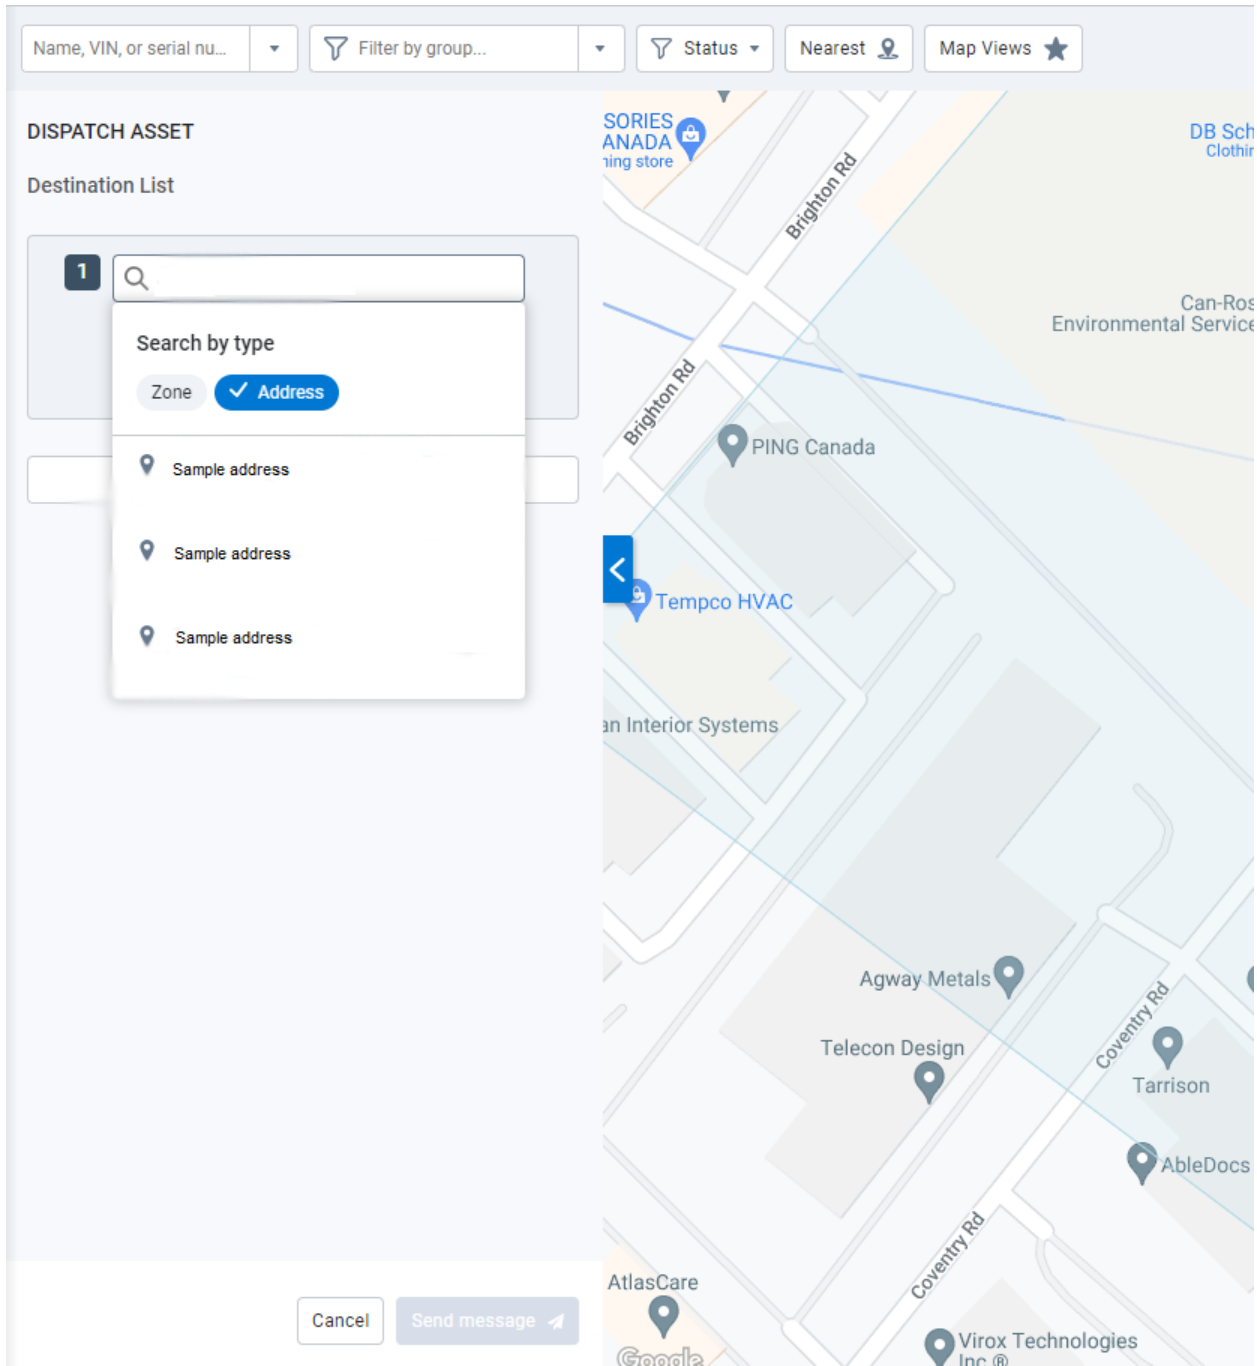 Name, VIN, or serial nu...
Filter by group...
Status
Nearest
Map Views
DISPATCH ASSET
Destination List
1
Search by type
Zone
Address
Sample address
Sample address
Sample address
Cancel
Send message
SORIES
ANADA
ning store
Brighton Rd
DB Sch
Clothin
Can-Ros
Environmental Service
Brighton Rd
PING Canada
Tempco HVAC
an Interior Systems
Agway Metals
Telecon Design
Coventry Rd
Tarrison
AbleDocs
Coventry Rd
AtlasCare
Virox Technologies
Inc ®
Google